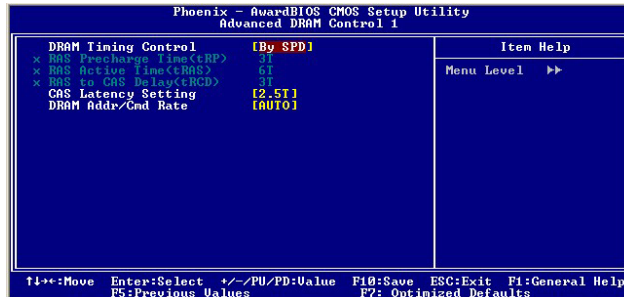 Phoenix - AwardBIOS CMOS Setup Utility
Advanced DRAM Control 1
DRAM Timing Control [By SPD]
x RAS Precharge Time(tRP) 3T
x RAS Active Time(tRAS) 6T
x RAS to CAS Delay(tRCD) 3T
CAS Latency Setting [2.5T]
DRAM Addr/Cmd Rate [AUTO]
Item Help
Menu Level ▶▶
↑↓→←:Move Enter:Select +/-/PU/PD:Value F10:Save ESC:Exit F1:General Help
F5:Previous Values F7: Optimized Defaults